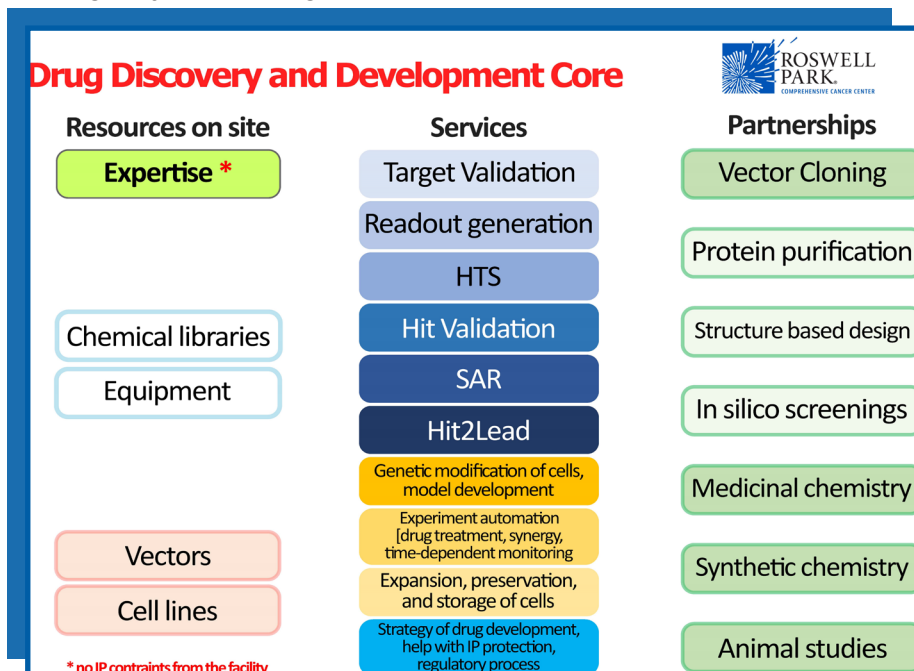 Drug Discovery and Development Core
ROSWELL
PARK.
COMPREHENSIVE CANCER CENTER
Resources on site
Expertise *
Chemical libraries
Equipment
Vectors
Cell lines
* no IP contraints from the facility
Services
Target Validation
Readout generation
HTS
Hit Validation
SAR
Hit2Lead
Genetic modification of cells,
model development
Experiment automation
[drug treatment, synergy,
time-dependent monitoring
Expansion, preservation,
and storage of cells
Strategy of drug development,
help with IP protection,
regulatory process
Partnerships
Vector Cloning
Protein purification
Structure based design
In silico screenings
Medicinal chemistry
Synthetic chemistry
Animal studies